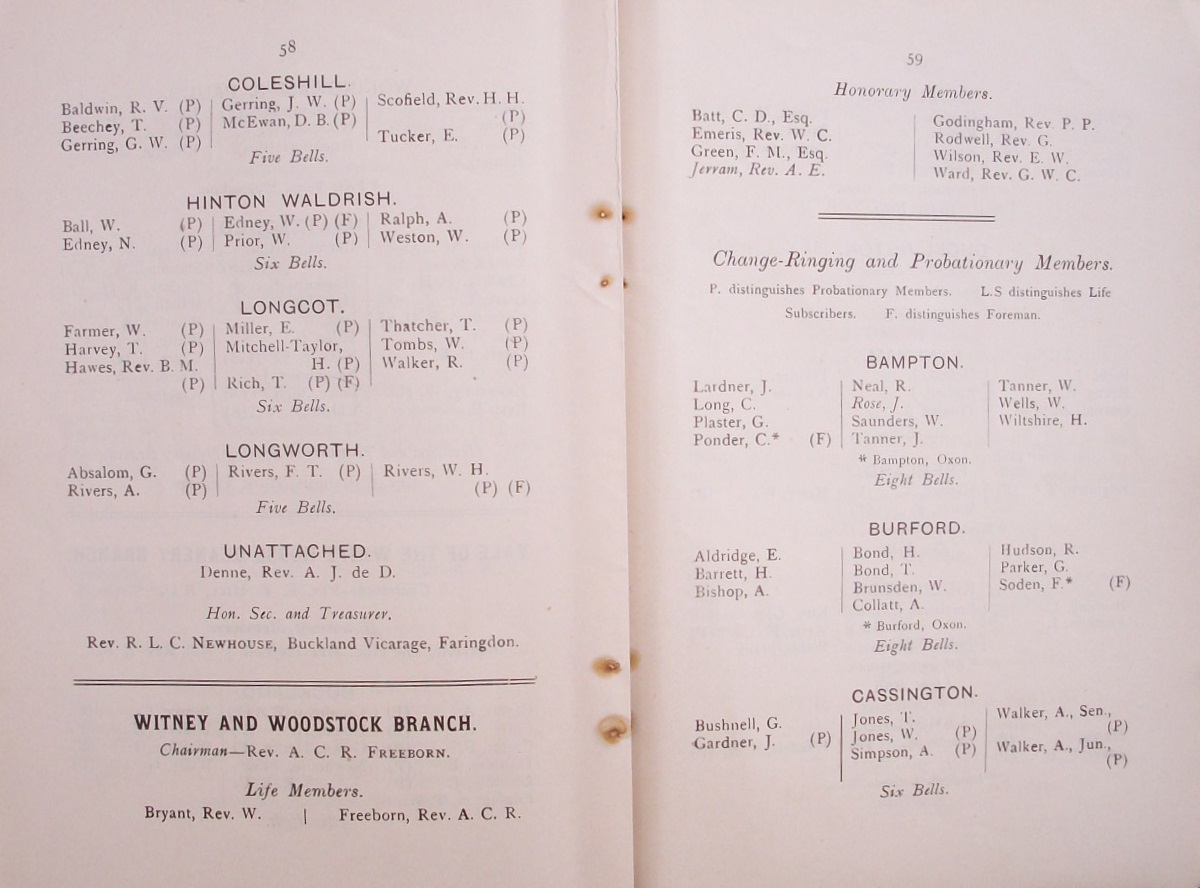 58
COLESHILL.
Baldwin, R. V. (P) | Gerring, J. W. (P) | Scofield, Rev. H. H.
Beechey, T. (P) | McEwan, D. B. (P) | (P)
Gerring, G. W. (P) | Tucker, E. (P)
Five Bells.
HINTON WALDRISH.
Ball, W. (P) | Edney, W. (P) (F) | Ralph, A. (P)
Edney, N. (P) | Prior, W. (P) | Weston, W. (P)
Six Bells.
LONGCOT.
Farmer, W. (P) | Miller, E. (P) | Thatcher, T. (P)
Harvey, T. (P) | Mitchell-Taylor, | Tombs, W. (P)
Hawes, Rev. B. M. | H. (P) | Walker, R. (P)
(P) | Rich, T. (P) (F)
Six Bells.
LONGWORTH.
Absalom, G. (P) | Rivers, F. T. (P) | Rivers, W. H.
Rivers, A. (P) | (P) (F)
Five Bells.
UNATTACHED.
Denne, Rev. A. J. de D.
Hon. Sec. and Treasurer.
Rev. R. L. C. NEWHOUSE, Buckland Vicarage, Faringdon.
WITNEY AND WOODSTOCK BRANCH.
Chairman—Rev. A. C. R. FREEBORN.
Life Members.
Bryant, Rev. W. | Freeborn, Rev. A. C. R.
59
Honorary Members.
Batt, C. D., Esq. | Godingham, Rev. P. P.
Emeris, Rev. W. C. | Rodwell, Rev. G.
Green, F. M., Esq. | Wilson, Rev. E. W.
Jerram, Rev. A. E. | Ward, Rev. G. W. C.
Change-Ringing and Probationary Members.
P. distinguishes Probationary Members. L.S distinguishes Life
Subscribers. F. distinguishes Foreman.
BAMPTON.
Lardner, J. | Neal, R. | Tanner, W.
Long, C. | Rose, J. | Wells, W.
Plaster, G. | Saunders, W. | Wiltshire, H.
Ponder, C.* (F) | Tanner, J.
* Bampton, Oxon.
Eight Bells.
BURFORD.
Aldridge, E. | Bond, H. | Hudson, R.
Barrett, H. | Bond, T. | Parker, G.
Bishop, A. | Brunsden, W. | Soden, F.* (F)
Collatt, A.
* Burford, Oxon.
Eight Bells.
CASSINGTON.
Bushnell, G. | Jones, T. | Walker, A., Sen.,
Gardner, J. (P) | Jones, W. (P) | (P)
Simpson, A. (P) | Walker, A., Jun.,
(P)
Six Bells.